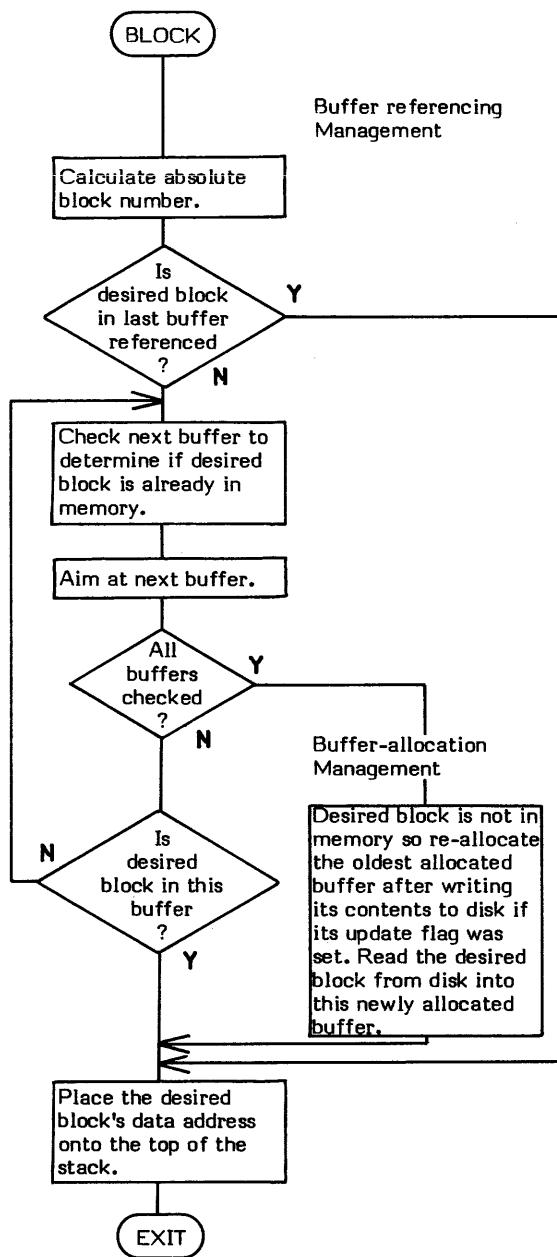 BLOCK
Buffer referencing
Management
Calculate absolute
block number.
Is
desired block
in last buffer
referenced
?
Y
N
Check next buffer to
determine if desired
block is already in
memory.
Aim at next buffer.
All
buffers
checked
?
Y
N
Buffer-allocation
Management
Desired block is not in
memory so re-allocate
the oldest allocated
buffer after writing
its contents to disk if
its update flag was
set. Read the desired
block from disk into
this newly allocated
buffer.
N
Is
desired
block in this
buffer
?
Y
Place the desired
block's data address
onto the top of the
stack.
EXIT